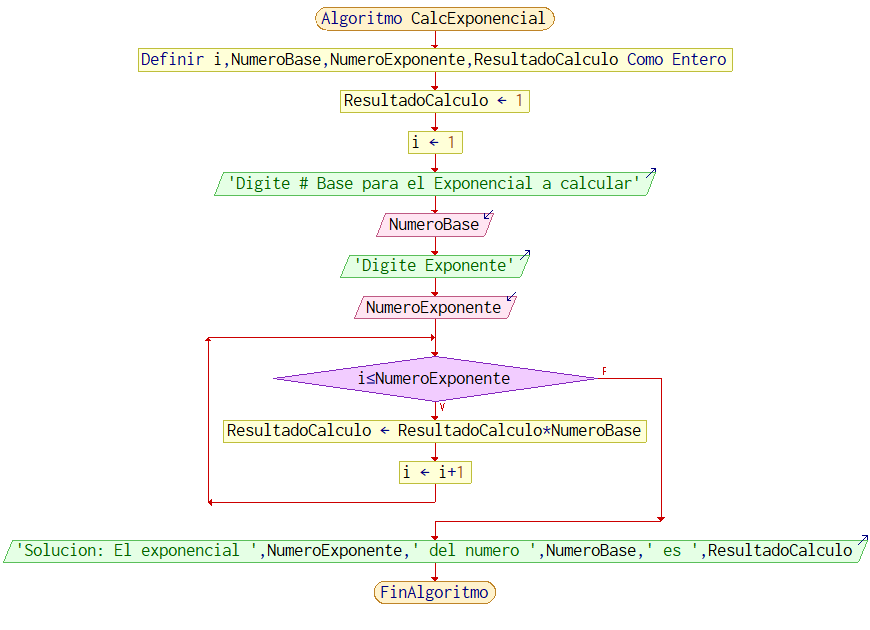 Algoritmo CalcExponencial
Definir i,NumeroBase,NumeroExponente,ResultadoCalculo Como Entero
ResultadoCalculo ← 1
i ← 1
'Digite # Base para el Exponencial a calcular'
NumeroBase
'Digite Exponente'
NumeroExponente
i≤NumeroExponente
F
V
ResultadoCalculo ← ResultadoCalculo*NumeroBase
i ← i+1
'Solucion: El exponencial ',NumeroExponente,' del numero ',NumeroBase,' es ',ResultadoCalculo
FinAlgoritmo